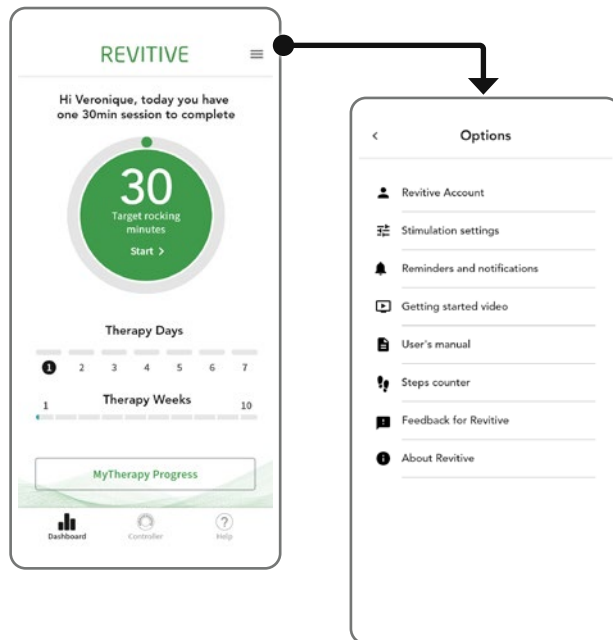 REVITIVE
Hi Veronique, today you have
one 30min session to complete
30
Target rocking
minutes
Start >
Therapy Days
1 2 3 4 5 6 7
Therapy Weeks
1 10
MyTherapy Progress
Dashboard Controller Help
< Options
Revitive Account
Stimulation settings
Reminders and notifications
Getting started video
User's manual
Steps counter
Feedback for Revitive
About Revitive